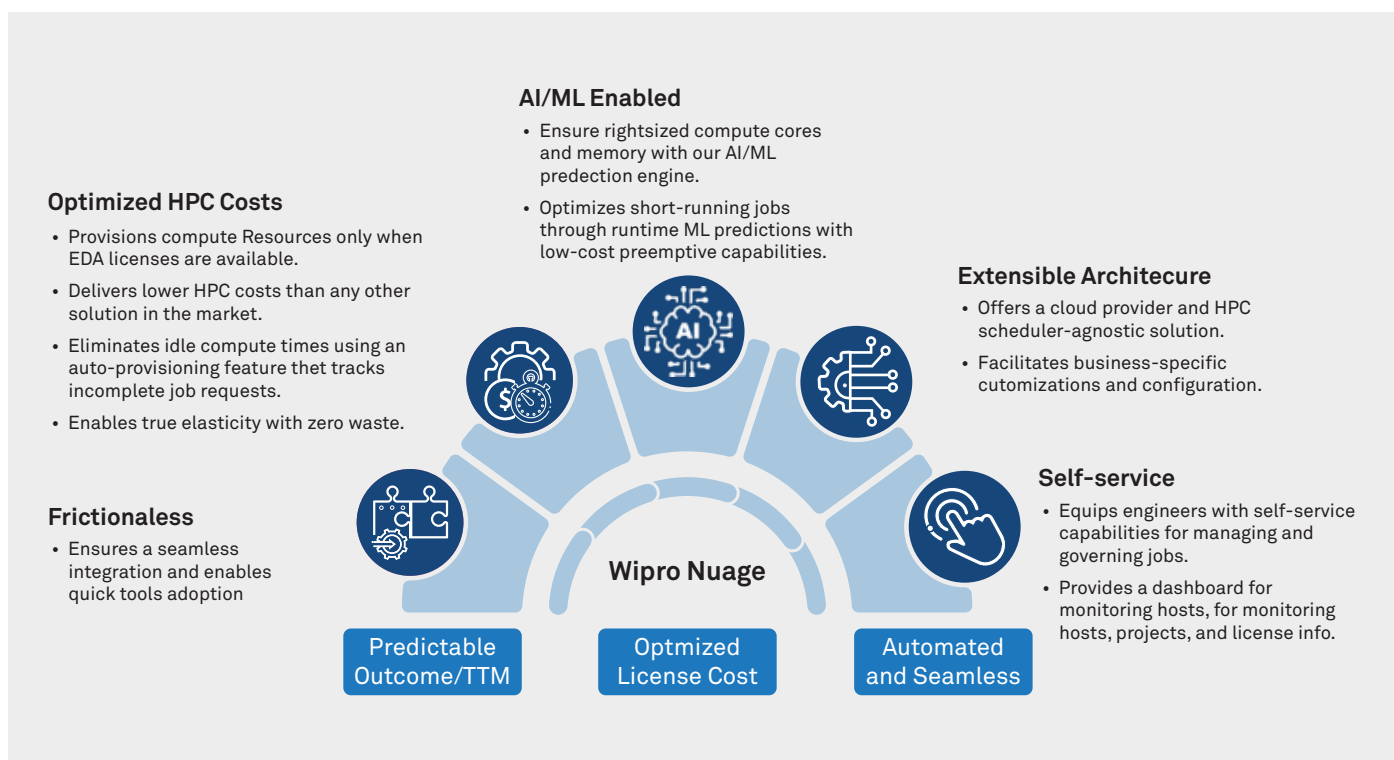 AI/ML Enabled
• Ensure rightsized compute cores
and memory with our AI/ML
predection engine.
• Optimizes short-running jobs
through runtime ML predictions with
low-cost preemptive capabilities.
Optimized HPC Costs
• Provisions compute Resources only when
EDA licenses are available.
• Delivers lower HPC costs than any other
solution in the market.
• Eliminates idle compute times using an
auto-provisioning feature thet tracks
incomplete job requests.
• Enables true elasticity with zero waste.
Extensible Architecure
• Offers a cloud provider and HPC
scheduler-agnostic solution.
• Facilitates business-specific
cutomizations and configuration.
AI
$
Frictionaless
• Ensures a seamless
integration and enables
quick tools adoption
Self-service
• Equips engineers with self-service
capabilities for managing and
governing jobs.
• Provides a dashboard for
monitoring hosts, for monitoring
hosts, projects, and license info.
Wipro Nuage
Predictable
Outcome/TTM
Optmized
License Cost
Automated
and Seamless